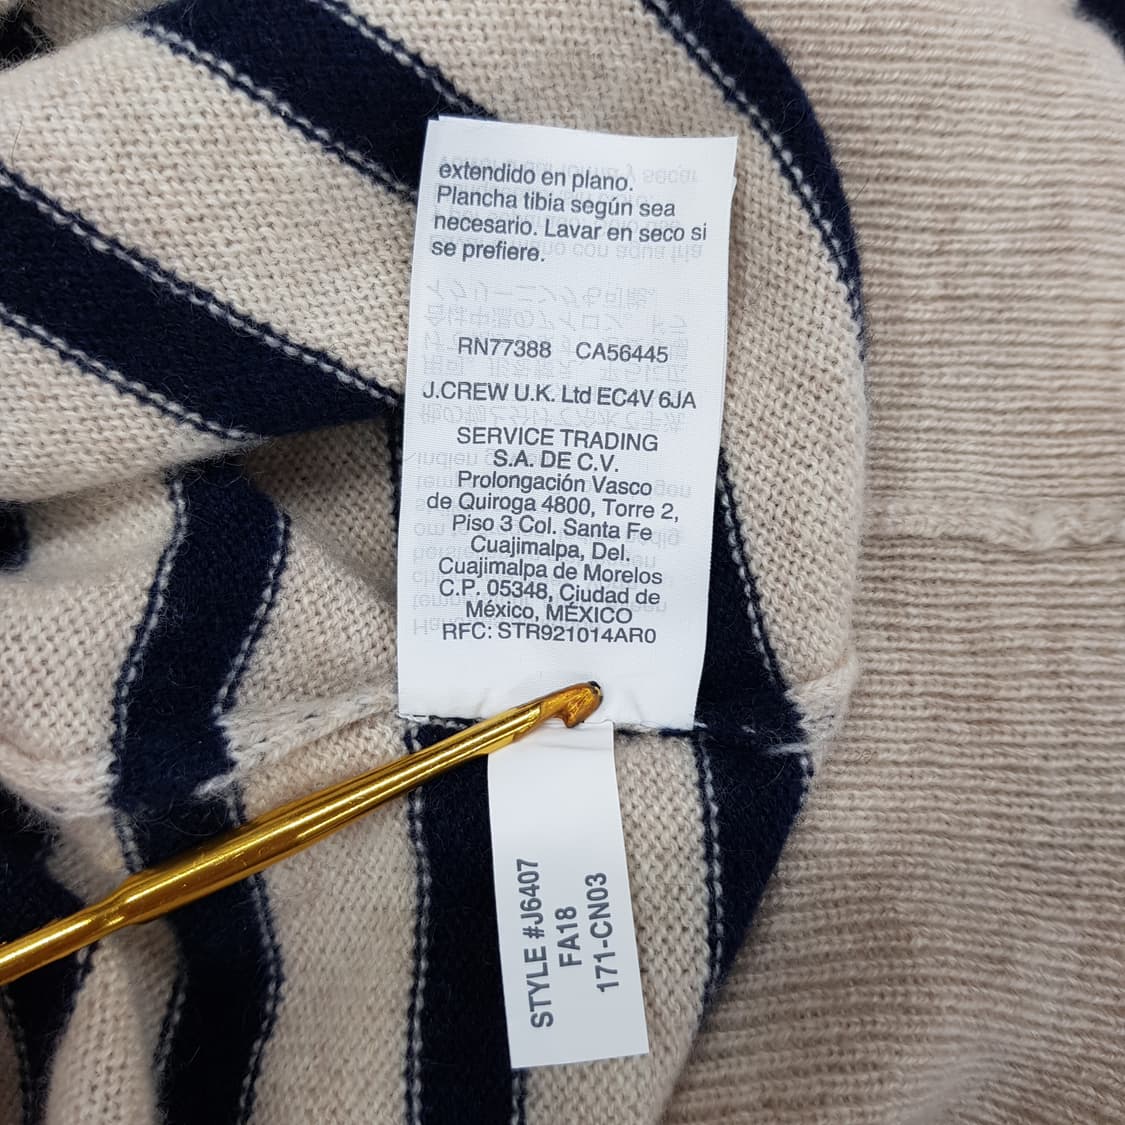 extendido en plano.
Plancha tibia según sea
necesario. Lavar en seco si
se prefiere.
RN77388 CA56445
J.CREW U.K. Ltd EC4V 6JA
SERVICE TRADING
S.A. DE C.V.
Prolongación Vasco
de Quiroga 4800, Torre 2,
Piso 3 Col. Santa Fe
Cuajimalpa, Del.
Cuajimalpa de Morelos
C.P. 05348, Ciudad de
México, MÉXICO
RFC: STR921014AR0
STYLE #J6407
FA18
171-CN03